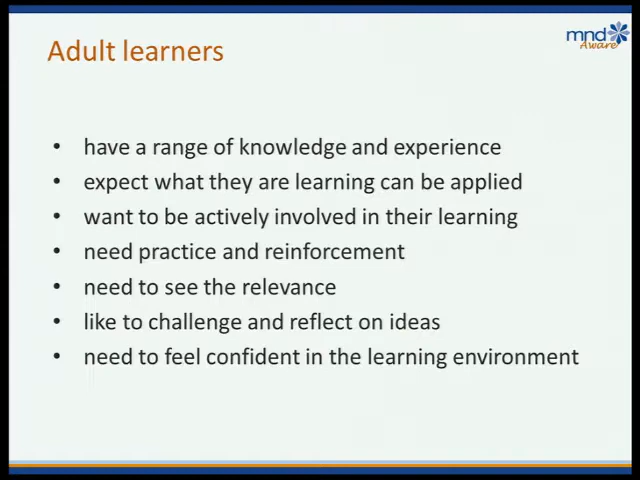 Adult learners
mnd
Aware
• have a range of knowledge and experience
• expect what they are learning can be applied
• want to be actively involved in their learning
• need practice and reinforcement
• need to see the relevance
• like to challenge and reflect on ideas
• need to feel confident in the learning environment